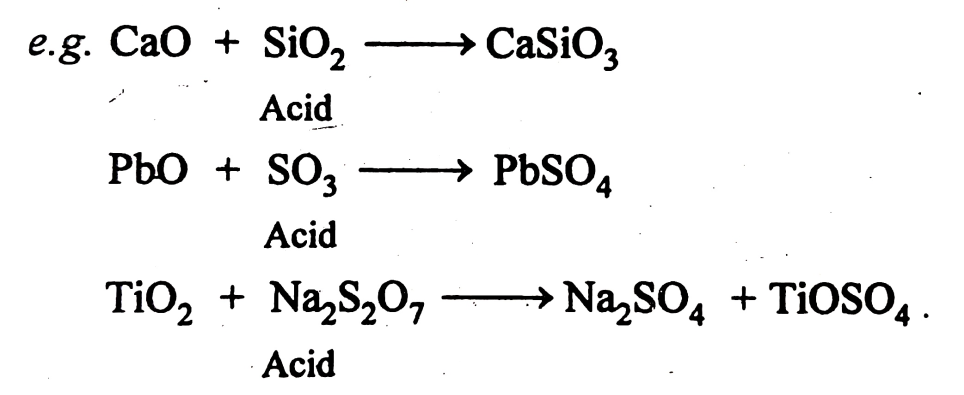 e.g. CaO + SiO₂ ⟶ CaSiO₃
Acid
PbO + SO₃ ⟶ PbSO₄
Acid
TiO₂ + Na₂S₂O₇ ⟶ Na₂SO₄ + TiOSO₄.
Acid